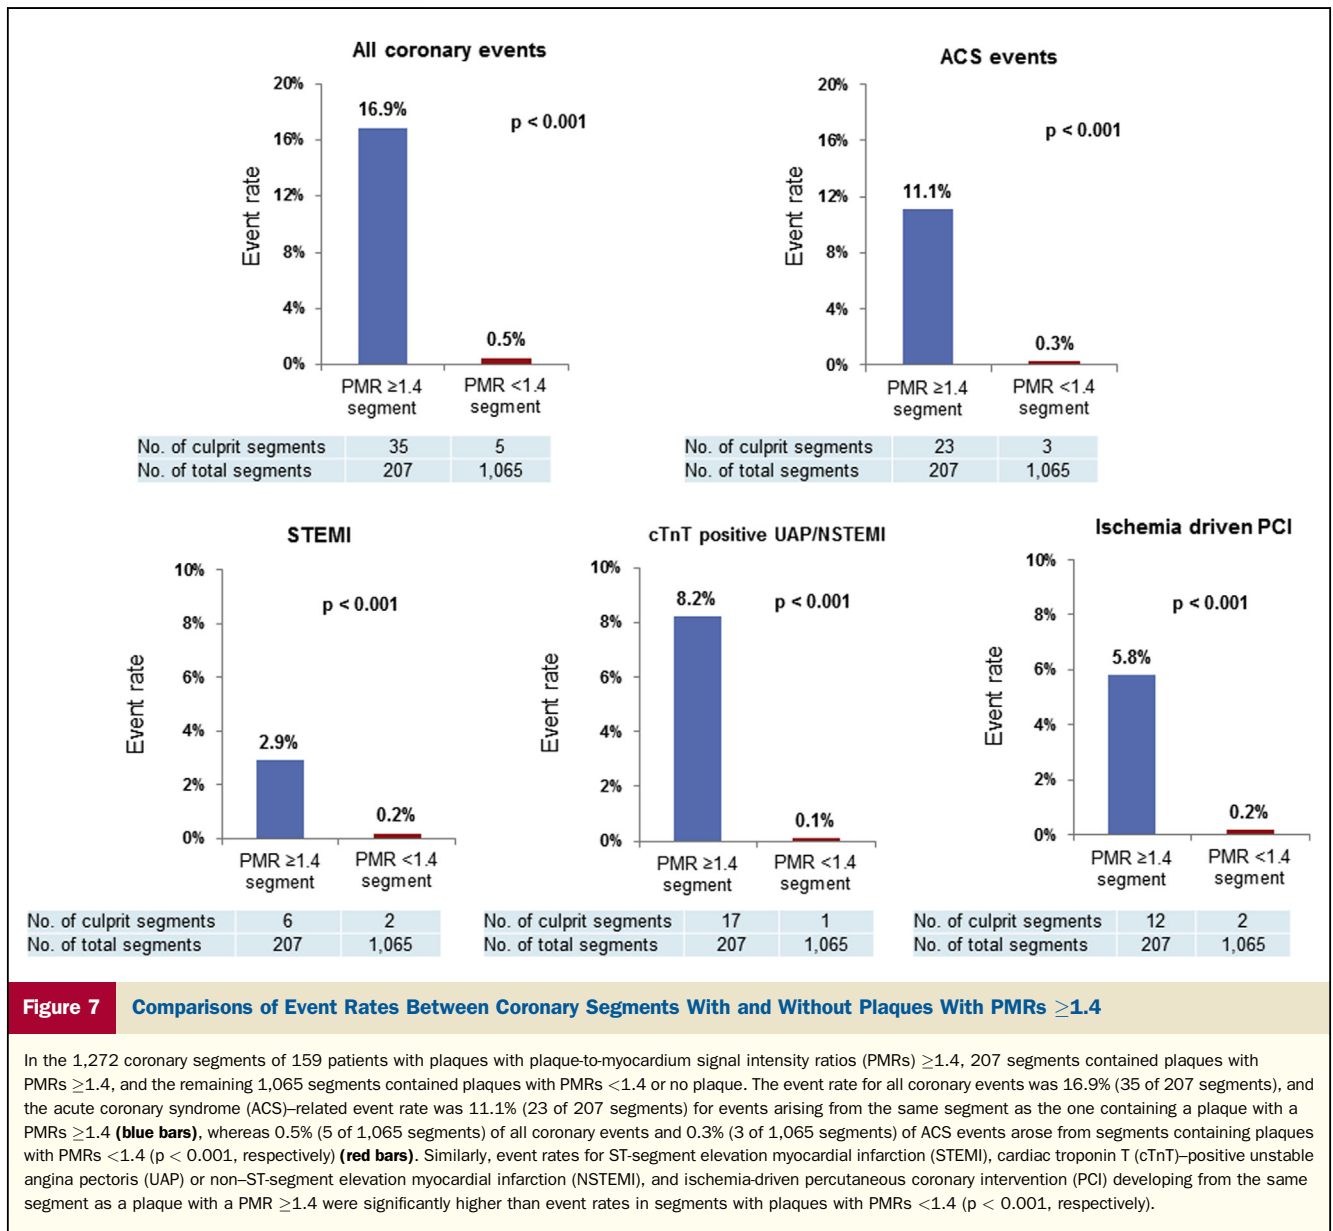 All coronary events
20%
16%
12%
8%
4%
0%
Event rate
16.9%
0.5%
p < 0.001
PMR ≥1.4 segment
PMR <1.4 segment
No. of culprit segments 35 5
No. of total segments 207 1,065
ACS events
20%
16%
12%
8%
4%
0%
Event rate
11.1%
0.3%
p < 0.001
PMR ≥1.4 segment
PMR <1.4 segment
No. of culprit segments 23 3
No. of total segments 207 1,065
STEMI
10%
8%
6%
4%
2%
0%
Event rate
2.9%
0.2%
p < 0.001
PMR ≥1.4 segment
PMR <1.4 segment
No. of culprit segments 6 2
No. of total segments 207 1,065
cTnT positive UAP/NSTEMI
10%
8%
6%
4%
2%
0%
Event rate
8.2%
0.1%
p < 0.001
PMR ≥1.4 segment
PMR <1.4 segment
No. of culprit segments 17 1
No. of total segments 207 1,065
Ischemia driven PCI
10%
8%
6%
4%
2%
0%
Event rate
5.8%
0.2%
p < 0.001
PMR ≥1.4 segment
PMR <1.4 segment
No. of culprit segments 12 2
No. of total segments 207 1,065
Figure 7 Comparisons of Event Rates Between Coronary Segments With and Without Plaques With PMRs ≥1.4
In the 1,272 coronary segments of 159 patients with plaques with plaque-to-myocardium signal intensity ratios (PMRs) ≥1.4, 207 segments contained plaques with
PMRs ≥1.4, and the remaining 1,065 segments contained plaques with PMRs <1.4 or no plaque. The event rate for all coronary events was 16.9% (35 of 207 segments), and
the acute coronary syndrome (ACS)–related event rate was 11.1% (23 of 207 segments) for events arising from the same segment as the one containing a plaque with a
PMRs ≥1.4 (blue bars), whereas 0.5% (5 of 1,065 segments) of all coronary events and 0.3% (3 of 1,065 segments) of ACS events arose from segments containing plaques
with PMRs <1.4 (p < 0.001, respectively) (red bars). Similarly, event rates for ST-segment elevation myocardial infarction (STEMI), cardiac troponin T (cTnT)–positive unstable
angina pectoris (UAP) or non–ST-segment elevation myocardial infarction (NSTEMI), and ischemia-driven percutaneous coronary intervention (PCI) developing from the same
segment as a plaque with a PMR ≥1.4 were significantly higher than event rates in segments with plaques with PMRs <1.4 (p < 0.001, respectively).